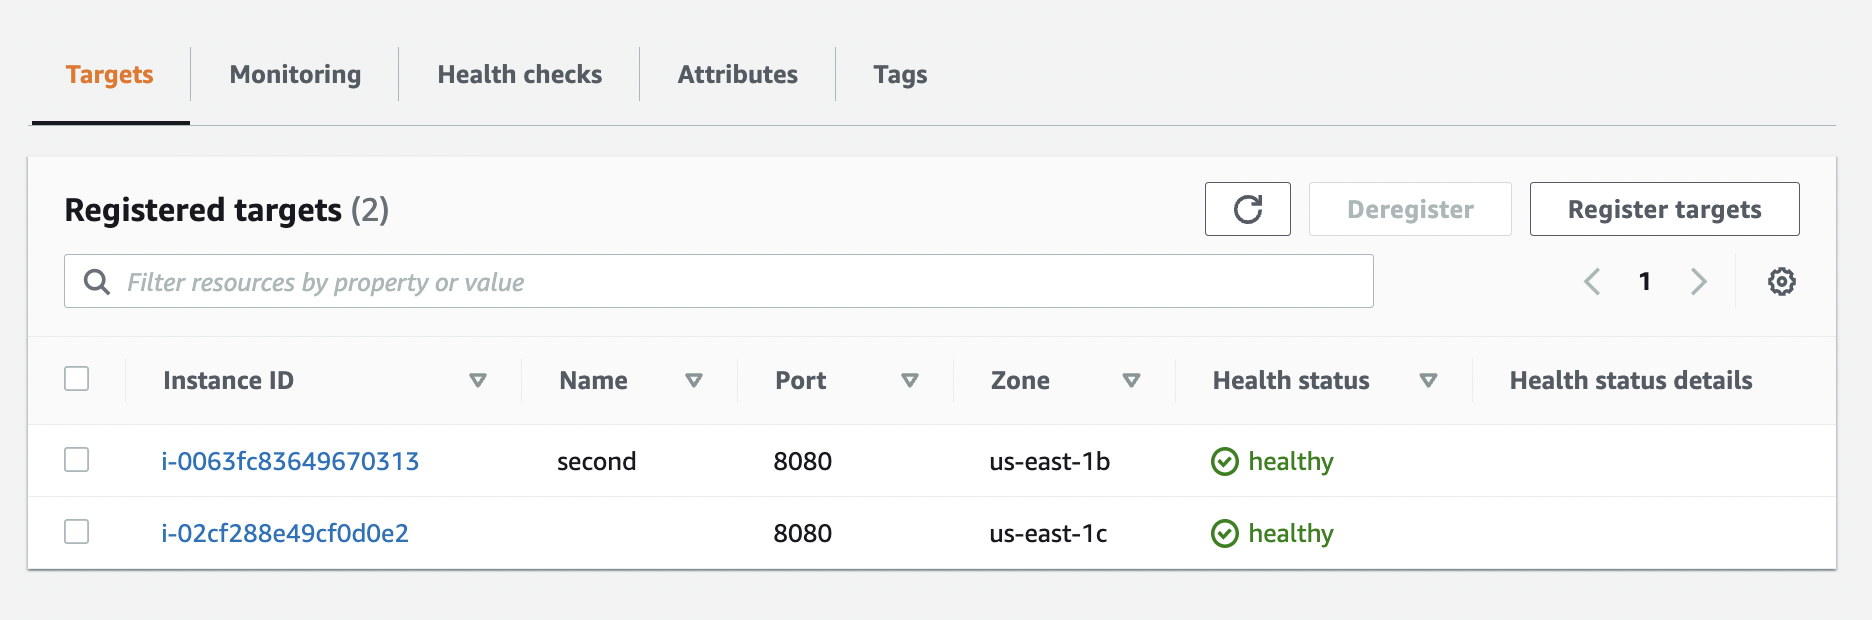 Targets Monitoring Health checks Attributes Tags
Registered targets (2) Deregister Register targets
Filter resources by property or value 1
Instance ID Name Port Zone Health status Health status details
i-0063fc83649670313 second 8080 us-east-1b healthy
i-02cf288e49cf0d0e2 8080 us-east-1c healthy